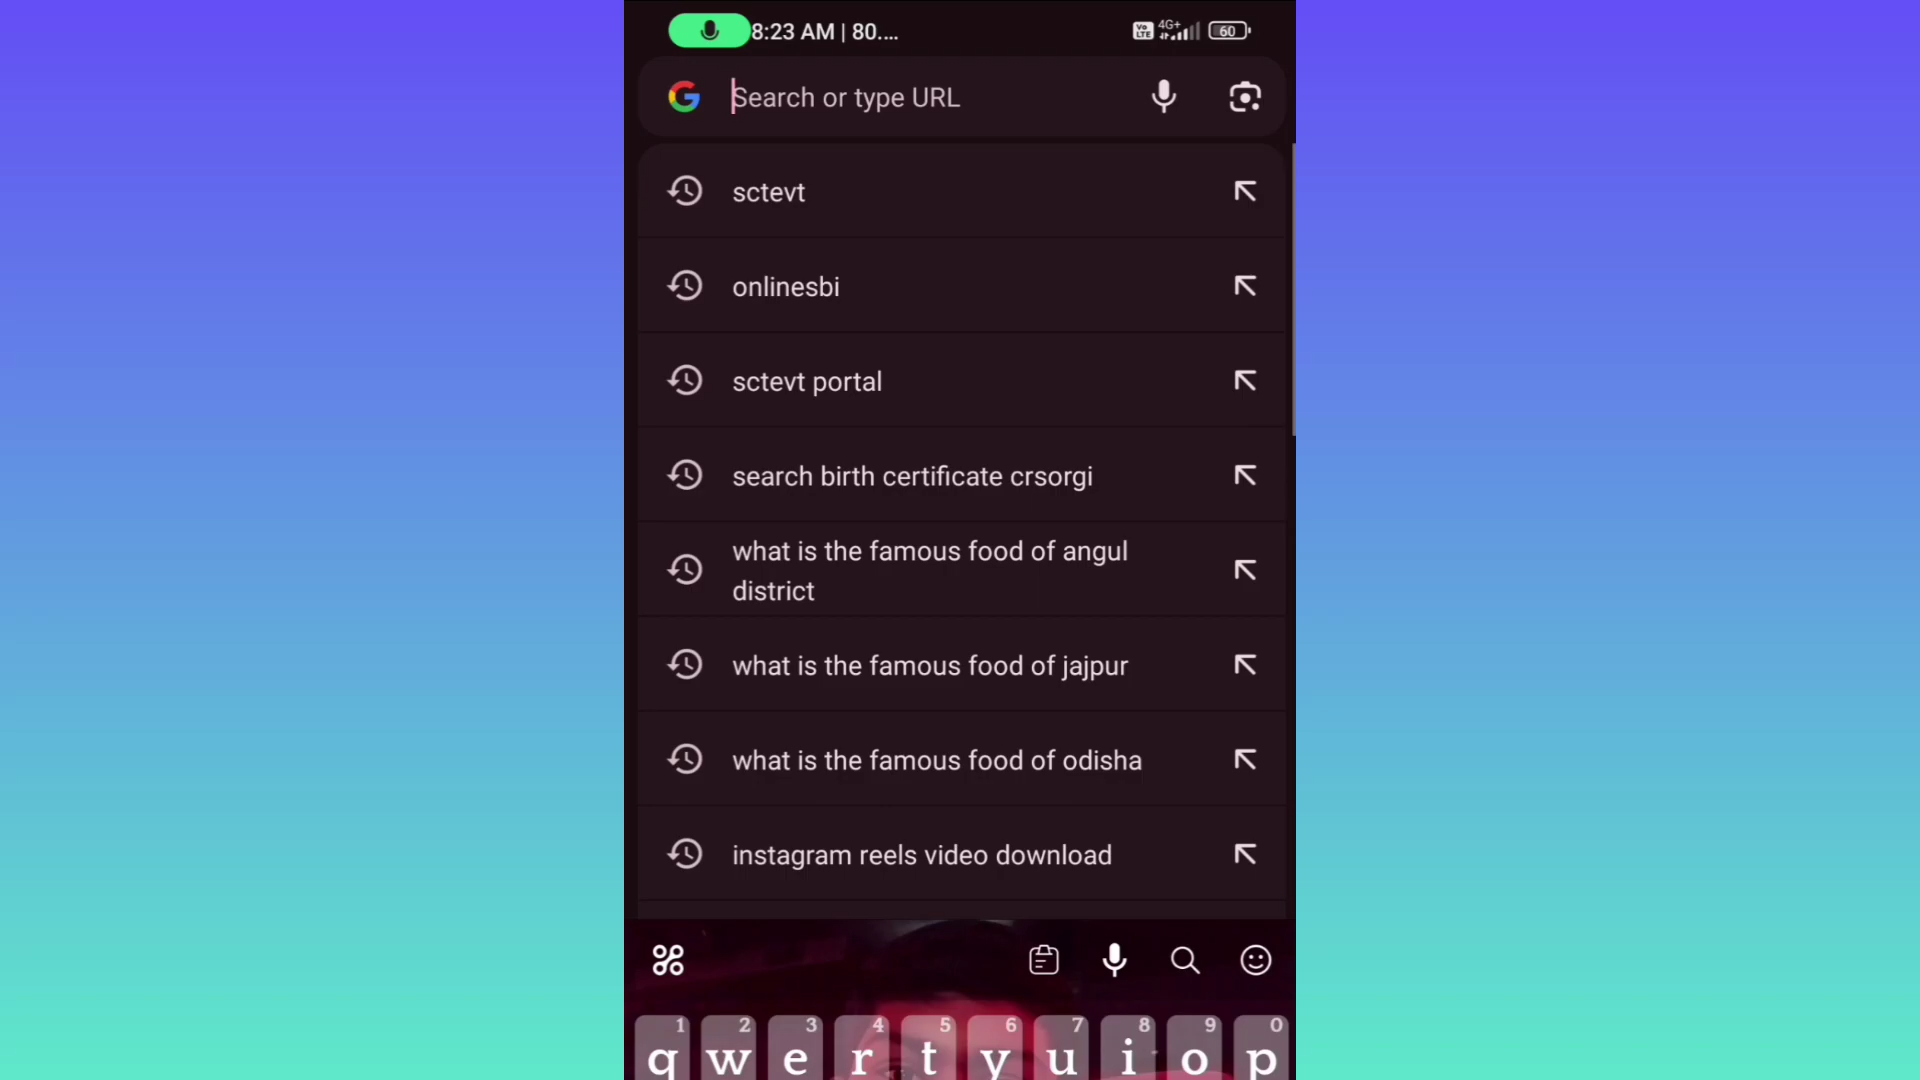 8:23 AM | 80....
Vo LTE 4G+ 60
Search or type URL
sctevt
onlinesbi
sctevt portal
search birth certificate crsorgi
what is the famous food of angul
district
what is the famous food of jajpur
what is the famous food of odisha
instagram reels video download
1 2 3 4 5 6 7 8 9 0
q w e r t y u i o p